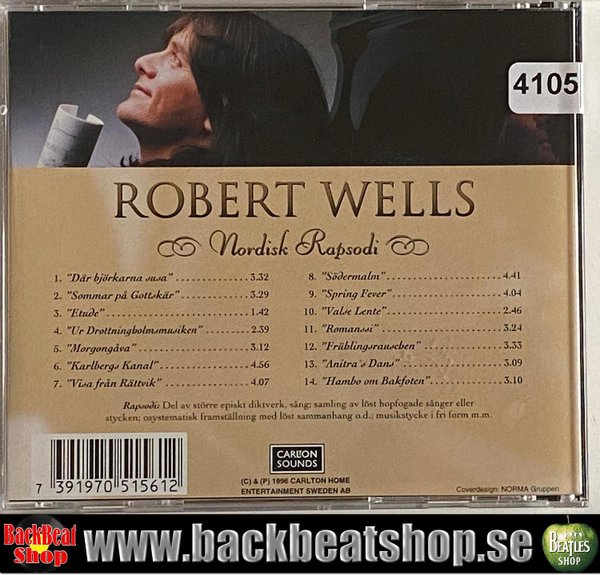 4105
ROBERT WELLS
Nordisk Rapsodi
1. "Där björkarna susa" .................. 3.32
2. "Sommar på Gottskär" .................. 3.29
3. "Etude" .................. 1.42
4. "Ur Drottningholmsmusiken" .................. 2.39
5. "Morgongåva" .................. 3.12
6. "Karlbergs Kanal" .................. 4.56
7. "Visa från Rättvik" .................. 4.07
8. "Södermalm" .................. 4.41
9. "Spring Fever" .................. 4.04
10. "Valse Lente" .................. 2.46
11. "Romanssi" .................. 3.24
12. "Frühlingsrauschen" .................. 3.33
13. "Anitra´s Dans" .................. 3.09
14. "Hambo om Bakfoten" .................. 3.10
Rapsodi: Del av större episkt diktverk, sång; samling av löst hopfogade sånger eller
stycken; osystematisk framställning med löst sammanhang o.d.; musikstycke i fri form m.m.
7 391970 515612
CARLTON
SOUNDS
(C) & (P) 1996 CARLTON HOME
ENTERTAINMENT SWEDEN AB
Coverdesign: NORMA Gruppen
BackBeat
Shop
www.backbeatshop.se
BEATLES
SHOP